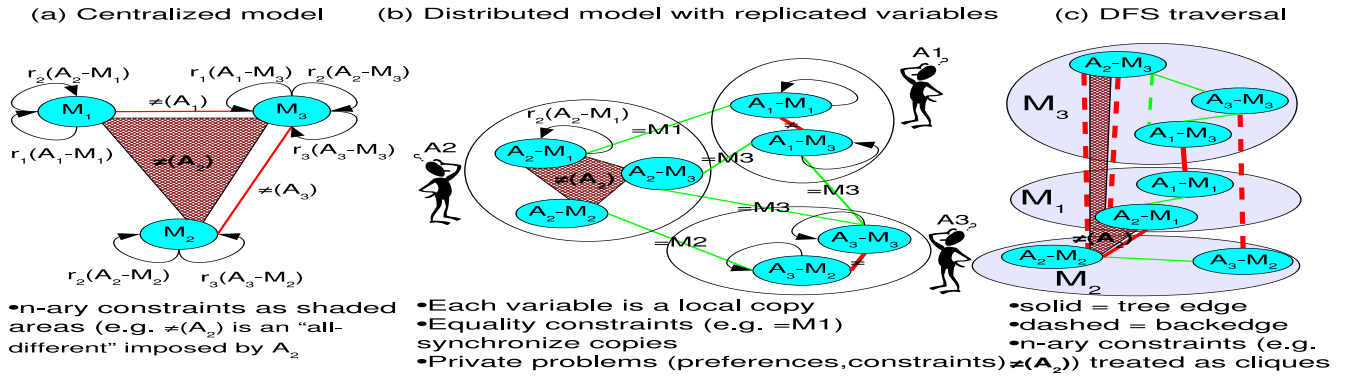 (a) Centralized model
r₂(A₂-M₁)
r₁(A₁-M₃)
r₂(A₂-M₃)
M₁
≠(A₁)
M₃
r₁(A₁-M₁)
≠(A₂)
r₃(A₃-M₃)
≠(A₃)
M₂
r₂(A₂-M₂)
r₃(A₃-M₂)
•n-ary constraints as shaded
areas (e.g. ≠(A₂) is an “all-
different” imposed by A₂
(b) Distributed model with replicated variables
A1
?
A₁-M₁
≠
A₁-M₃
r₂(A₂-M₁)
=M1
A2
A₂-M₁
≠(A₂)
A₂-M₃
=M3
A₂-M₂
=M3
=M3
=M2
A3
?
A₃-M₃
=
A₃-M₂
•Each variable is a local copy
•Equality constraints (e.g. =M1)
synchronize copies
•Private problems (preferences,constraints)
(c) DFS traversal
A₂-M₃
M₃
A₃-M₃
A₁-M₃
A₁-M₁
M₁
A₂-M₁
≠(A₂)
A₂-M₂
A₃-M₂
M₂
•solid = tree edge
•dashed = backedge
•n-ary constraints (e.g.
≠(A₂)) treated as cliques